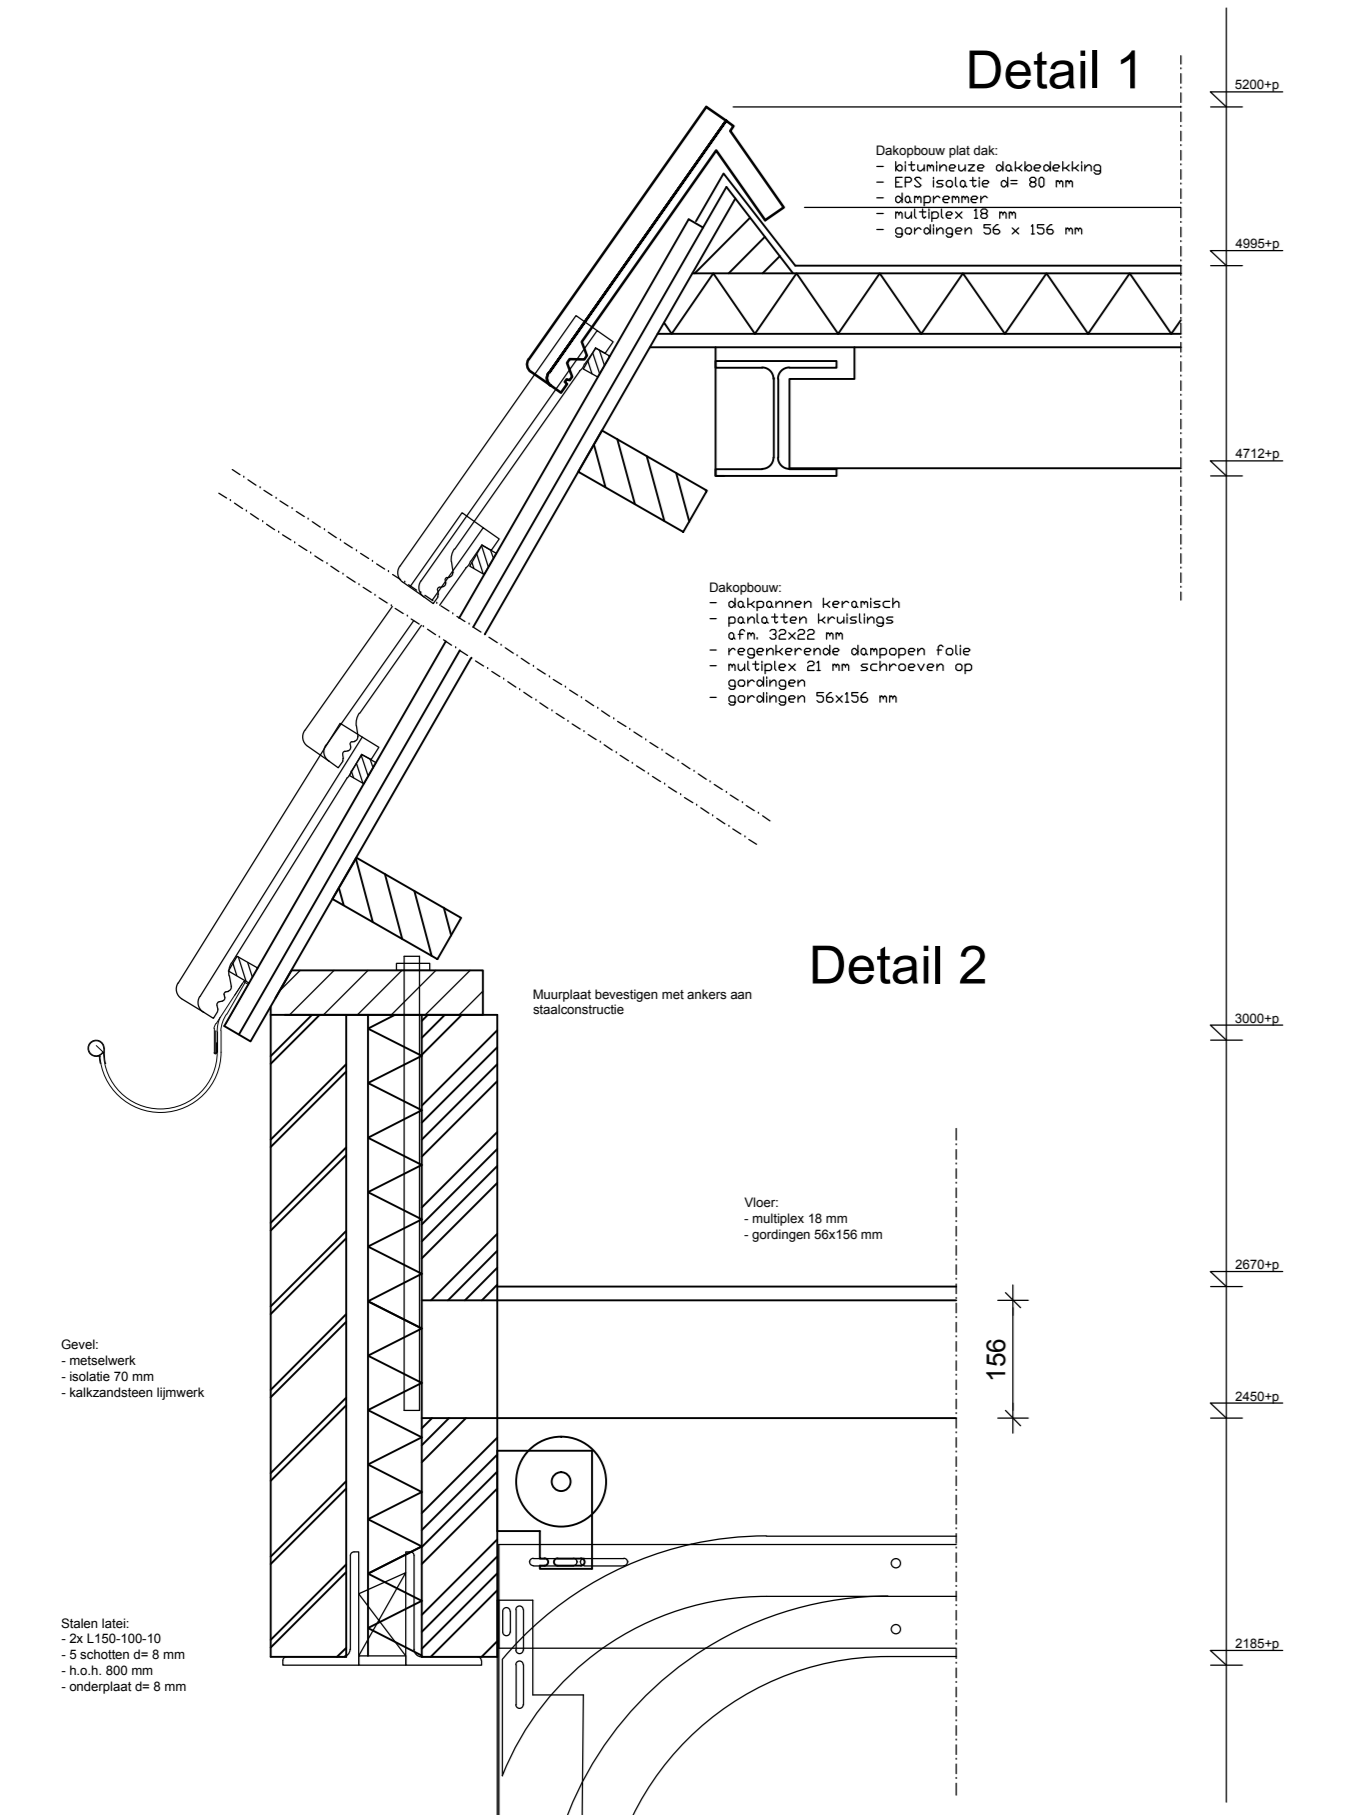 Detail 1
5200+p
Dakopbouw plat dak:
- bitumineuze dakbedekking
- EPS isolatie d= 80 mm
- dampremmer
- multiplex 18 mm
- gordingen 56 x 156 mm
4995+p
4712+p
Dakopbouw:
- dakpannen keramisch
- panlatten kruislings
afm. 32x22 mm
- regenkerende dampopen folie
- multiplex 21 mm schroeven op
gordingen
- gordingen 56x156 mm
Detail 2
Muurplaat bevestigen met ankers aan
staalconstructie
3000+p
Vloer:
- multiplex 18 mm
- gordingen 56x156 mm
2670+p
156
Gevel:
- metselwerk
- isolatie 70 mm
- kalkzandsteen lijmwerk
2450+p
Stalen latei:
- 2x L150-100-10
- 5 schotten d= 8 mm
- h.o.h. 800 mm
- onderplaat d= 8 mm
2185+p